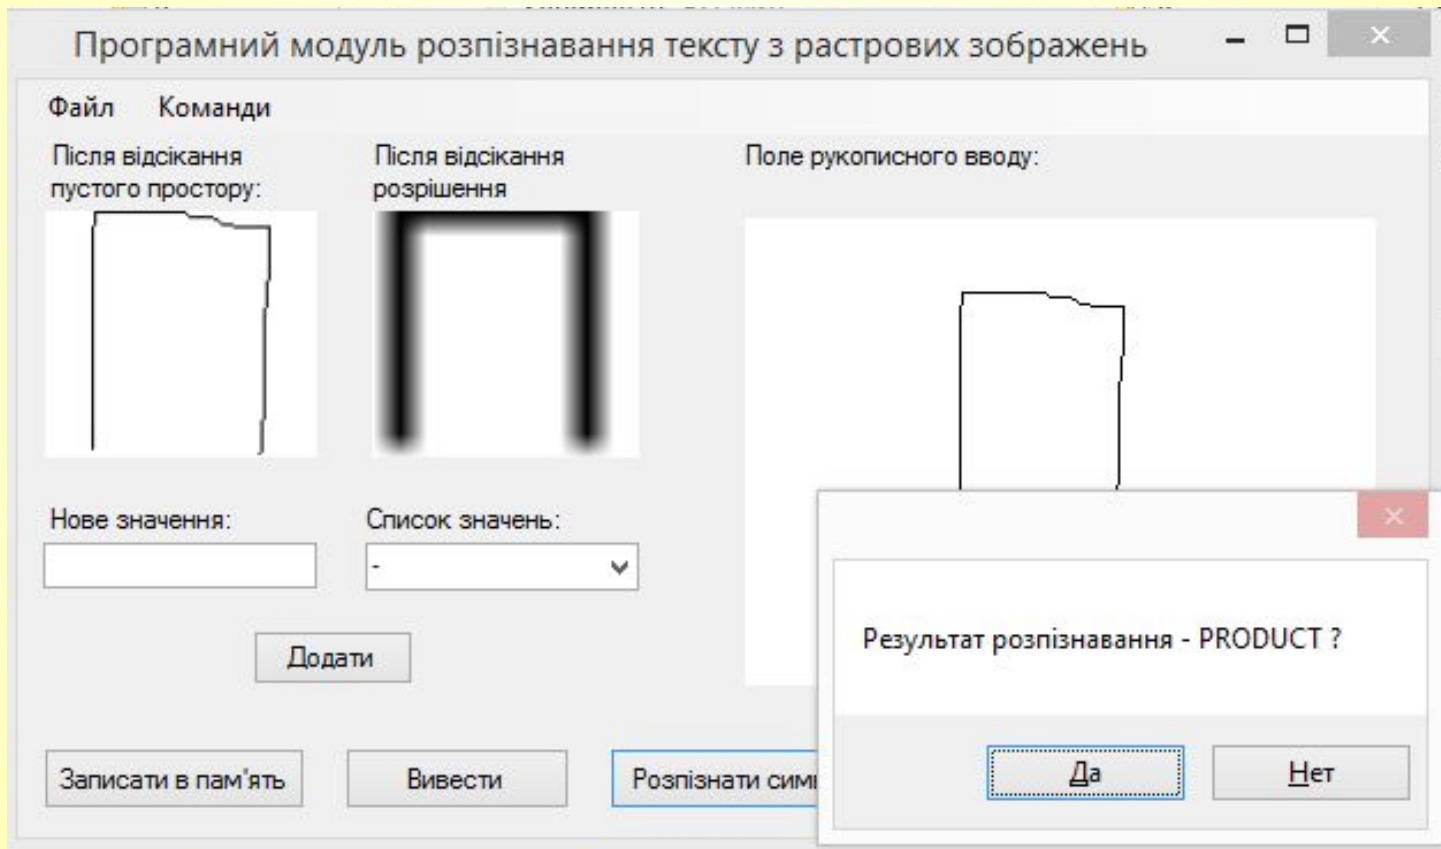 Програмний модуль розпізнавання тексту з растрових зображень
Файл Команди
Після відсікання
пустого простору:
Після відсікання
розрішення
Поле рукописного вводу:
Нове значення:
Список значень:
-
Додати
Записати в пам'ять
Вивести
Розпізнати
Результат розпізнавання - PRODUCT ?
Да
Нет